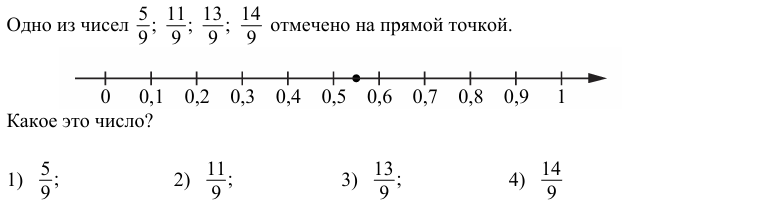 Одно из чисел 5/9; 11/9; 13/9; 14/9 отмечено на прямой точкой.
0 0,1 0,2 0,3 0,4 0,5 0,6 0,7 0,8 0,9 1
Какое это число?
1) 5/9; 2) 11/9; 3) 13/9; 4) 14/9